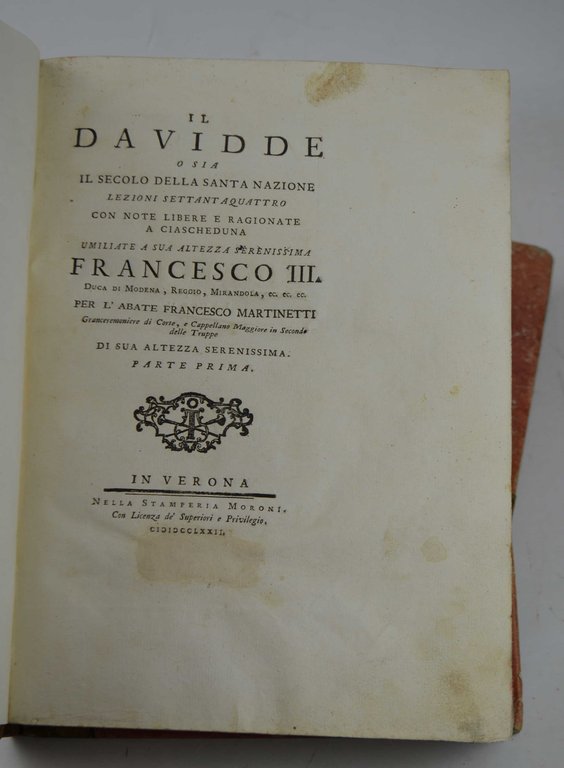 IL
DAVIDDE
O SIA
IL SECOLO DELLA SANTA NAZIONE
LEZIONI SETTANTAQUATTRO
CON NOTE LIBERE E RAGIONATE
A CIASCHEDUNA
UMILIATE A SUA ALTEZZA SERENISSIMA
FRANCESCO III.
DUCA DI MODENA, REGGIO, MIRANDOLA, ec. ec. ec.
PER L'ABATE FRANCESCO MARTINETTI
Granceremoniere di Corte, e Cappellano Maggiore in Secondo
delle Truppe
DI SUA ALTEZZA SERENISSIMA.
PARTE PRIMA.
IN VERONA
NELLA STAMPERIA MORONI.
Con Licenza de' Superiori e Privilegio.
CIƆIƆCCLXXII.